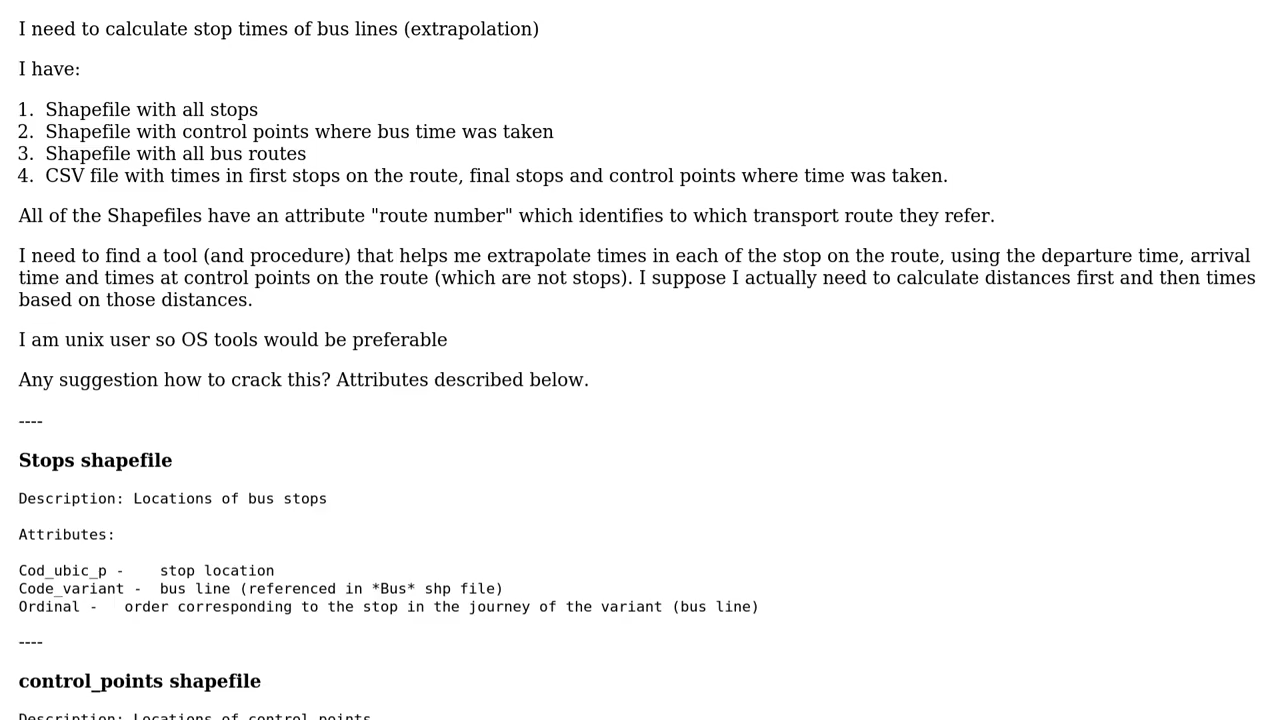 I need to calculate stop times of bus lines (extrapolation)
I have:
1. Shapefile with all stops
2. Shapefile with control points where bus time was taken
3. Shapefile with all bus routes
4. CSV file with times in first stops on the route, final stops and control points where time was taken.
All of the Shapefiles have an attribute "route number" which identifies to which transport route they refer.
I need to find a tool (and procedure) that helps me extrapolate times in each of the stop on the route, using the departure time, arrival
time and times at control points on the route (which are not stops). I suppose I actually need to calculate distances first and then times
based on those distances.
I am unix user so OS tools would be preferable
Any suggestion how to crack this? Attributes described below.
----
Stops shapefile
Description: Locations of bus stops
Attributes:
Cod_ubic_p -    stop location
Code_variant -  bus line (referenced in *Bus* shp file)
Ordinal -   order corresponding to the stop in the journey of the variant (bus line)
----
control_points shapefile
Description: Locations of control points